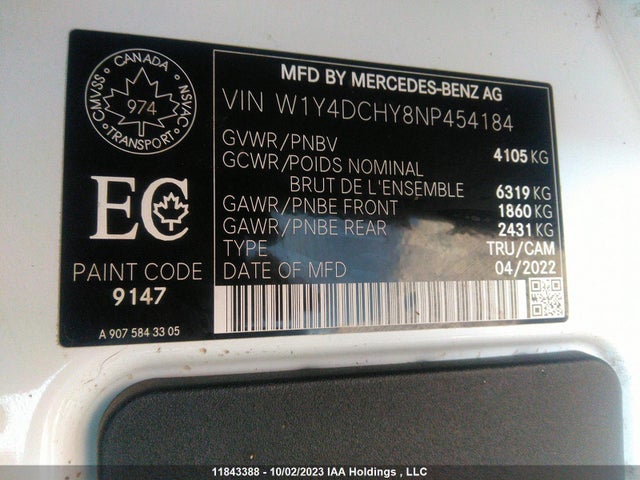 CANADA
CMVSS
NSVAC
974
TRANSPORT
MFD BY MERCEDES-BENZ AG
VIN W1Y4DCHY8NP454184
GVWR/PNBV 4105 KG
GCWR/POIDS NOMINAL
BRUT DE L'ENSEMBLE 6319 KG
GAWR/PNBE FRONT 1860 KG
GAWR/PNBE REAR 2431 KG
TYPE TRU/CAM
DATE OF MFD 04/2022
EC
PAINT CODE
9147
A 907 584 33 05
11843388 - 10/02/2023 IAA Holdings , LLC